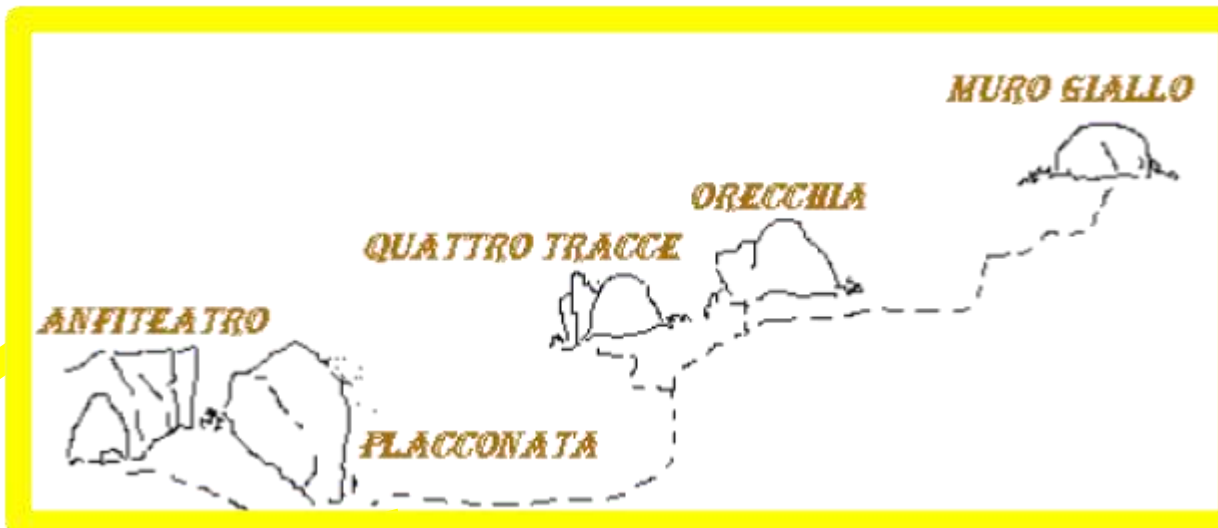 MURO GIALLO
ORECCHIA
QUATTRO TRACCE
ANFITEATRO
PLACCONATA